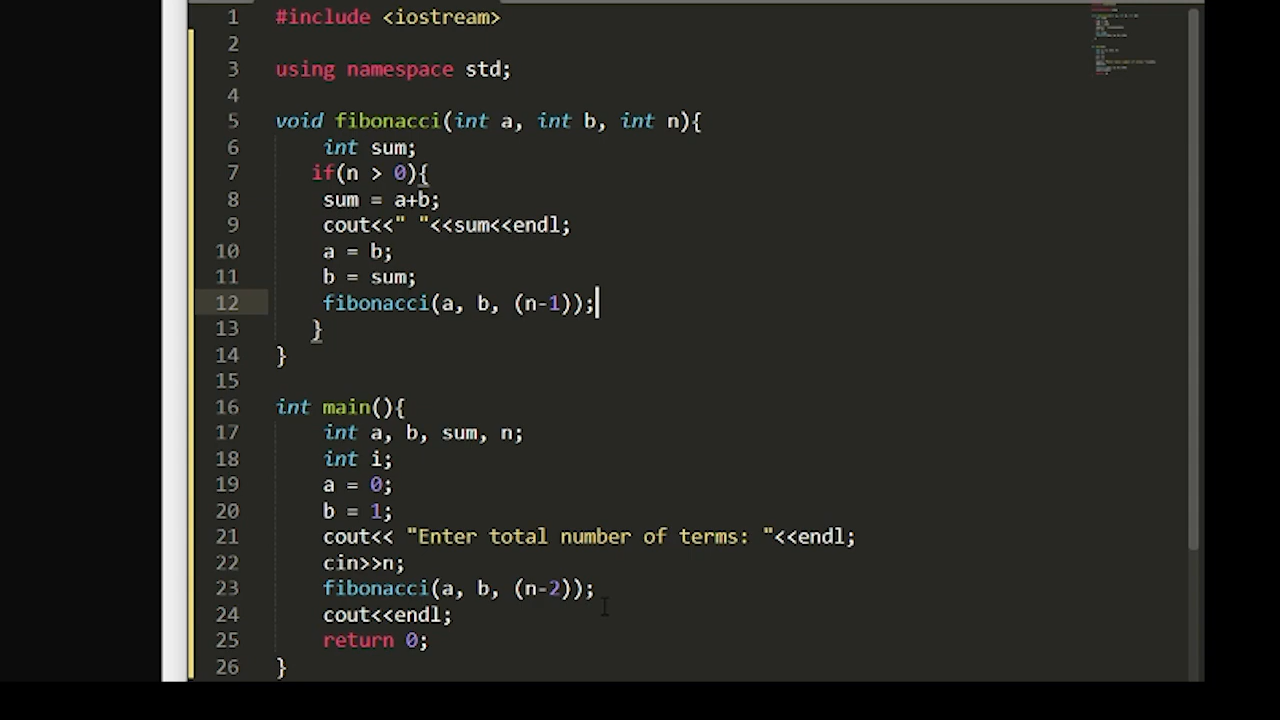 1 #include <iostream>
2
3 using namespace std;
4
5 void fibonacci(int a, int b, int n){
6 int sum;
7 if(n > 0){
8 sum = a+b;
9 cout<<" "<<sum<<endl;
10 a = b;
11 b = sum;
12 fibonacci(a, b, (n-1));
13 }
14 }
15
16 int main(){
17 int a, b, sum, n;
18 int i;
19 a = 0;
20 b = 1;
21 cout<< "Enter total number of terms: "<<endl;
22 cin>>n;
23 fibonacci(a, b, (n-2));
24 cout<<endl;
25 return 0;
26 }